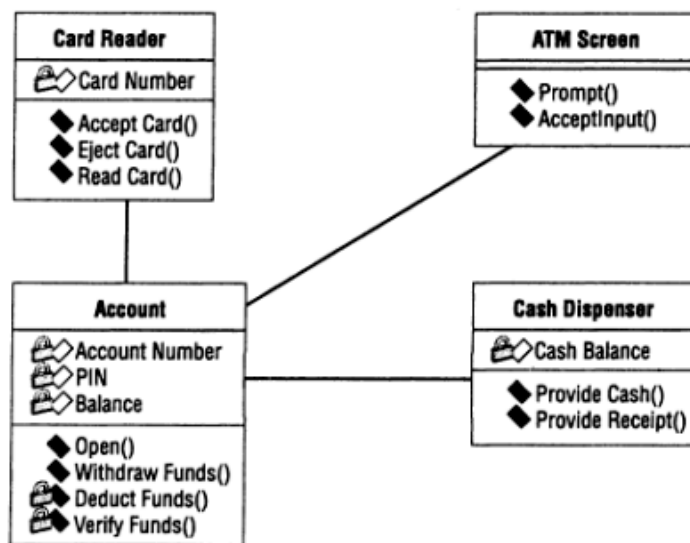 Card Reader
Card Number
Accept Card()
Eject Card()
Read Card()
ATM Screen
Prompt()
AcceptInput()
Account
Account Number
PIN
Balance
Open()
Withdraw Funds()
Deduct Funds()
Verify Funds()
Cash Dispenser
Cash Balance
Provide Cash()
Provide Receipt()